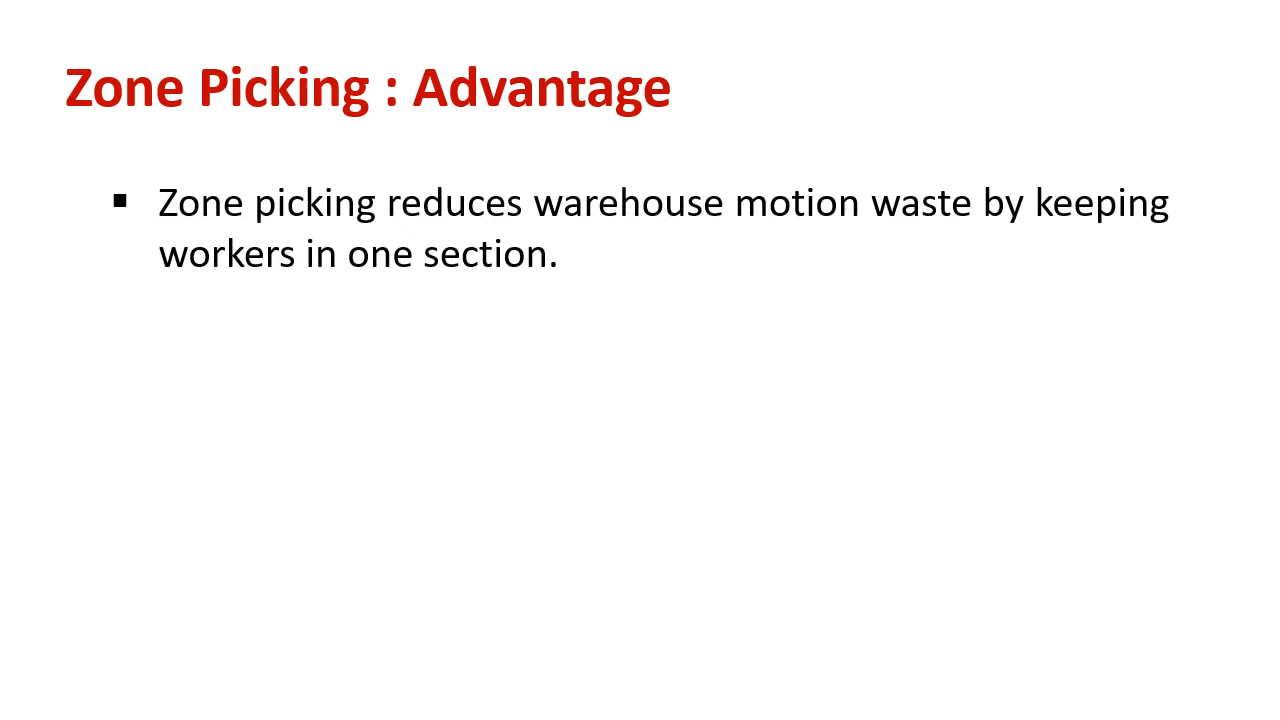 Zone Picking : Advantage
▪ Zone picking reduces warehouse motion waste by keeping
workers in one section.